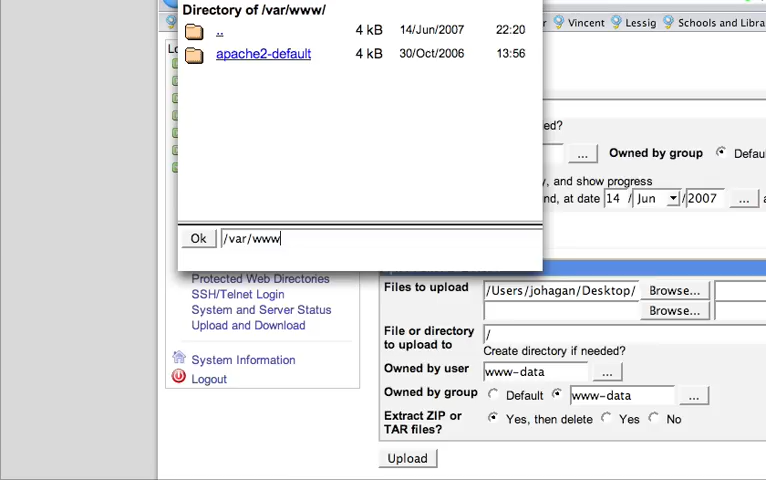 Directory of /var/www/
.. 4 kB 14/Jun/2007 22:20
apache2-default 4 kB 30/Oct/2006 13:56
Ok /var/www
Vincent Lessig Schools and Libra
Lo
ed?
... Owned by group Defau
, and show progress
nd, at date 14 / Jun / 2007 ... a
Protected Web Directories
SSH/Telnet Login
System and Server Status
Upload and Download
System Information
Logout
Files to upload /Users/johagan/Desktop/ Browse...
Browse...
File or directory
to upload to /
Create directory if needed?
Owned by user www-data ...
Owned by group Default www-data ...
Extract ZIP or
TAR files? Yes, then delete Yes No
Upload